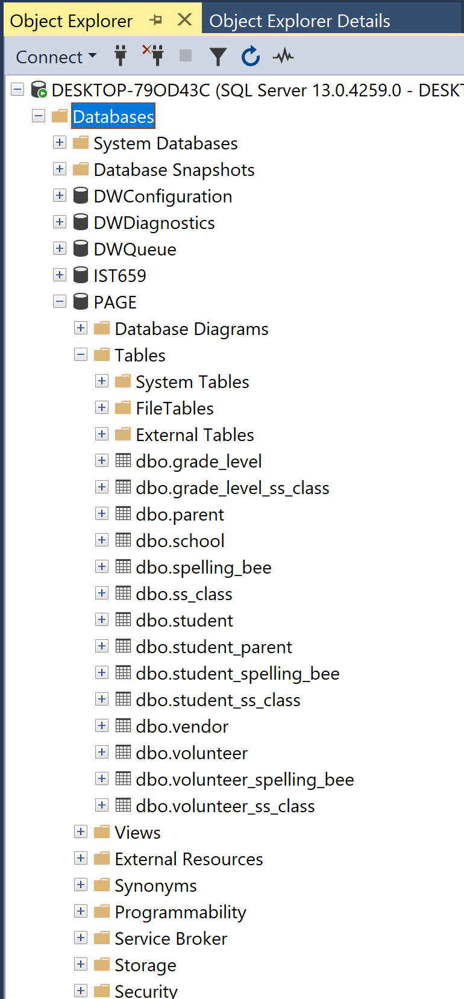 Object Explorer Object Explorer Details
Connect
DESKTOP-79OD43C (SQL Server 13.0.4259.0 - DESKT
Databases
System Databases
Database Snapshots
DWConfiguration
DWDiagnostics
DWQueue
IST659
PAGE
Database Diagrams
Tables
System Tables
FileTables
External Tables
dbo.grade_level
dbo.grade_level_ss_class
dbo.parent
dbo.school
dbo.spelling_bee
dbo.ss_class
dbo.student
dbo.student_parent
dbo.student_spelling_bee
dbo.student_ss_class
dbo.vendor
dbo.volunteer
dbo.volunteer_spelling_bee
dbo.volunteer_ss_class
Views
External Resources
Synonyms
Programmability
Service Broker
Storage
Security